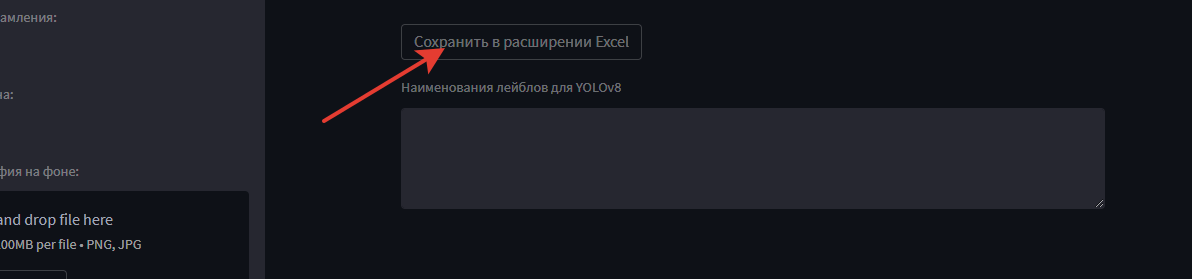 амления:
Сохранить в расширении Excel
Наименования лейблов для YOLOv8
на:
фия на фоне:
and drop file here
00MB per file • PNG, JPG